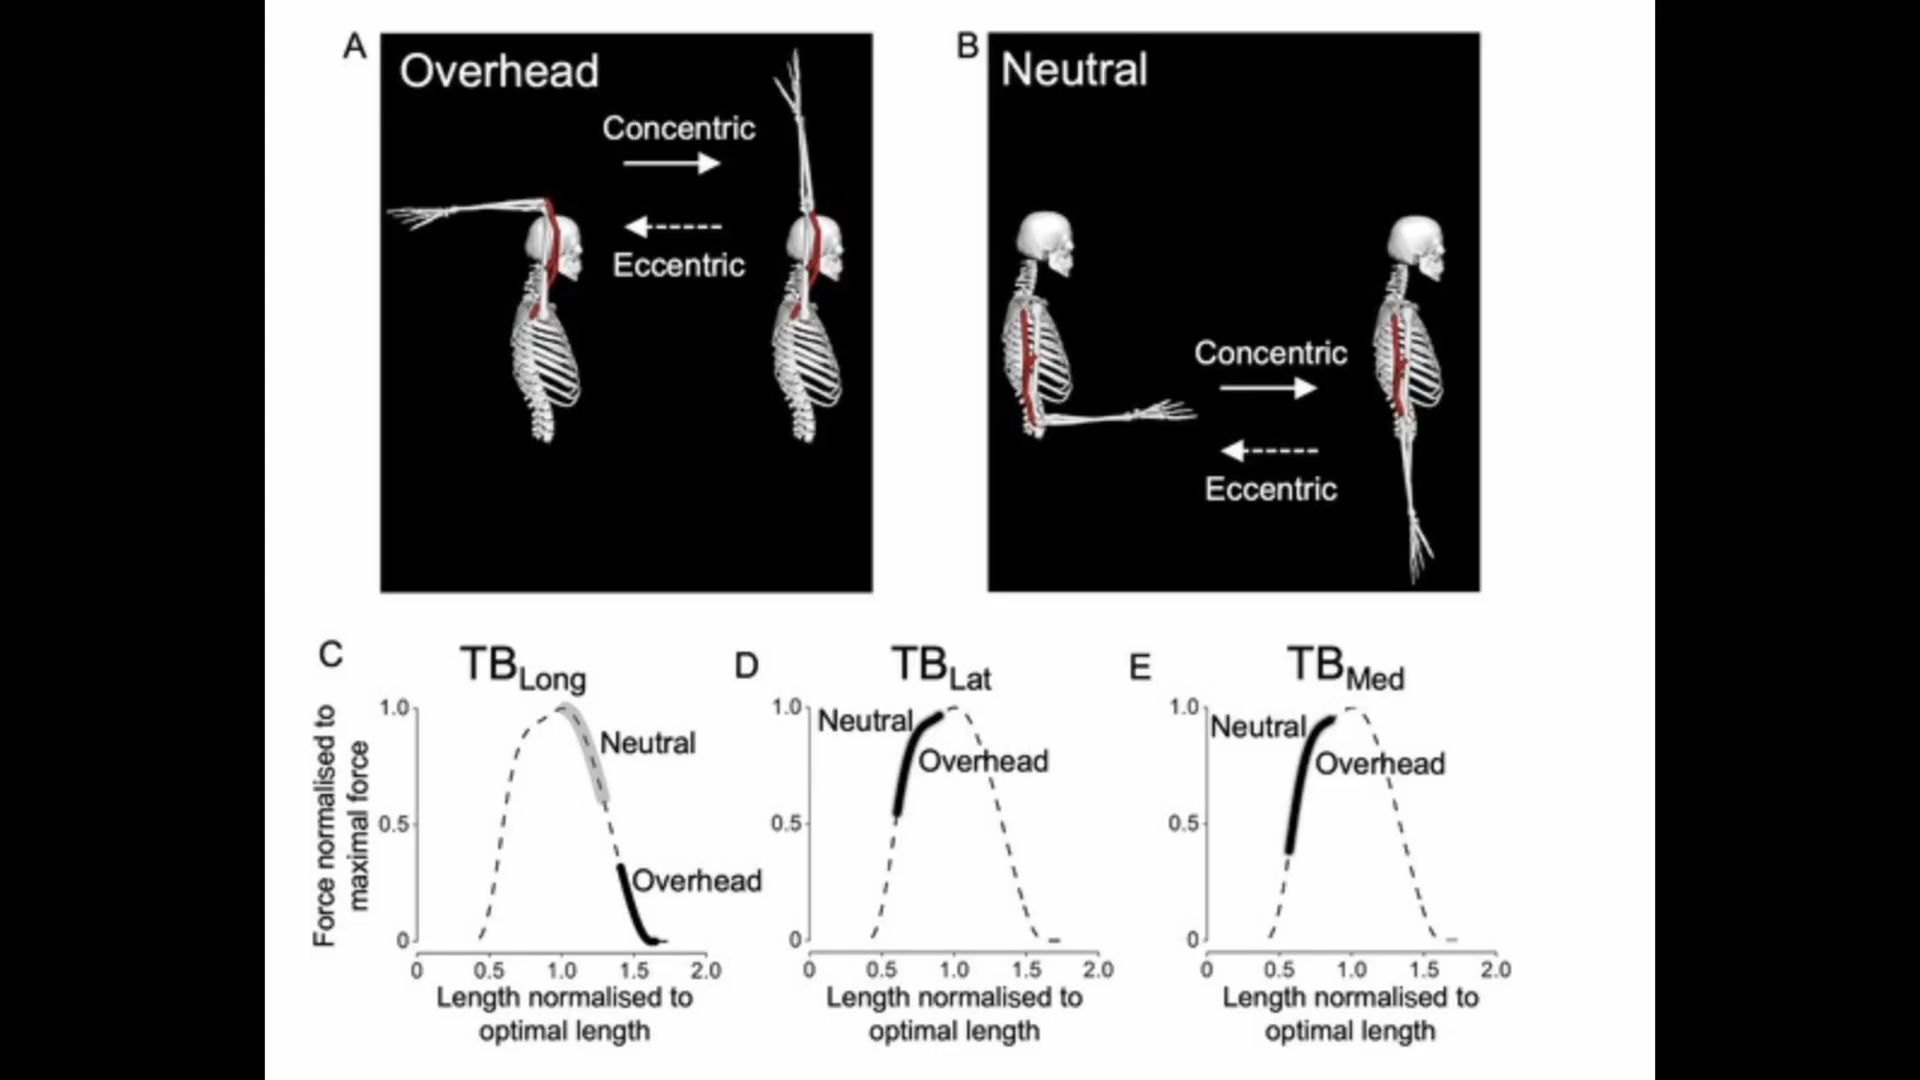 A
Overhead
Concentric
Eccentric
B
Neutral
Concentric
Eccentric
C
TBLong
Force normalised to
maximal force
1.0
0.5
0
Neutral
Overhead
0 0.5 1.0 1.5 2.0
Length normalised to
optimal length
D
TBLat
1.0
0.5
0
Neutral
Overhead
0 0.5 1.0 1.5 2.0
Length normalised to
optimal length
E
TBMed
1.0
0.5
0
Neutral
Overhead
0 0.5 1.0 1.5 2.0
Length normalised to
optimal length